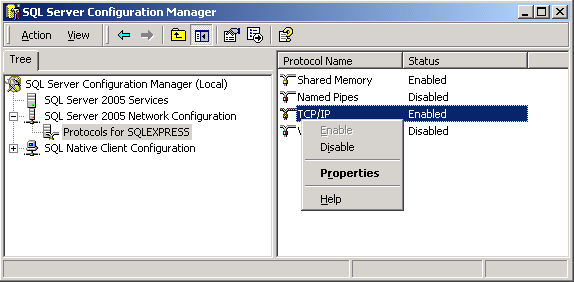 SQL Server Configuration Manager
Action View
Tree
SQL Server Configuration Manager (Local)
SQL Server 2005 Services
SQL Server 2005 Network Configuration
Protocols for SQLEXPRESS
SQL Native Client Configuration
Protocol Name Status
Shared Memory Enabled
Named Pipes Disabled
TCP/IP Enabled
Disabled
Enable
Disable
Properties
Help